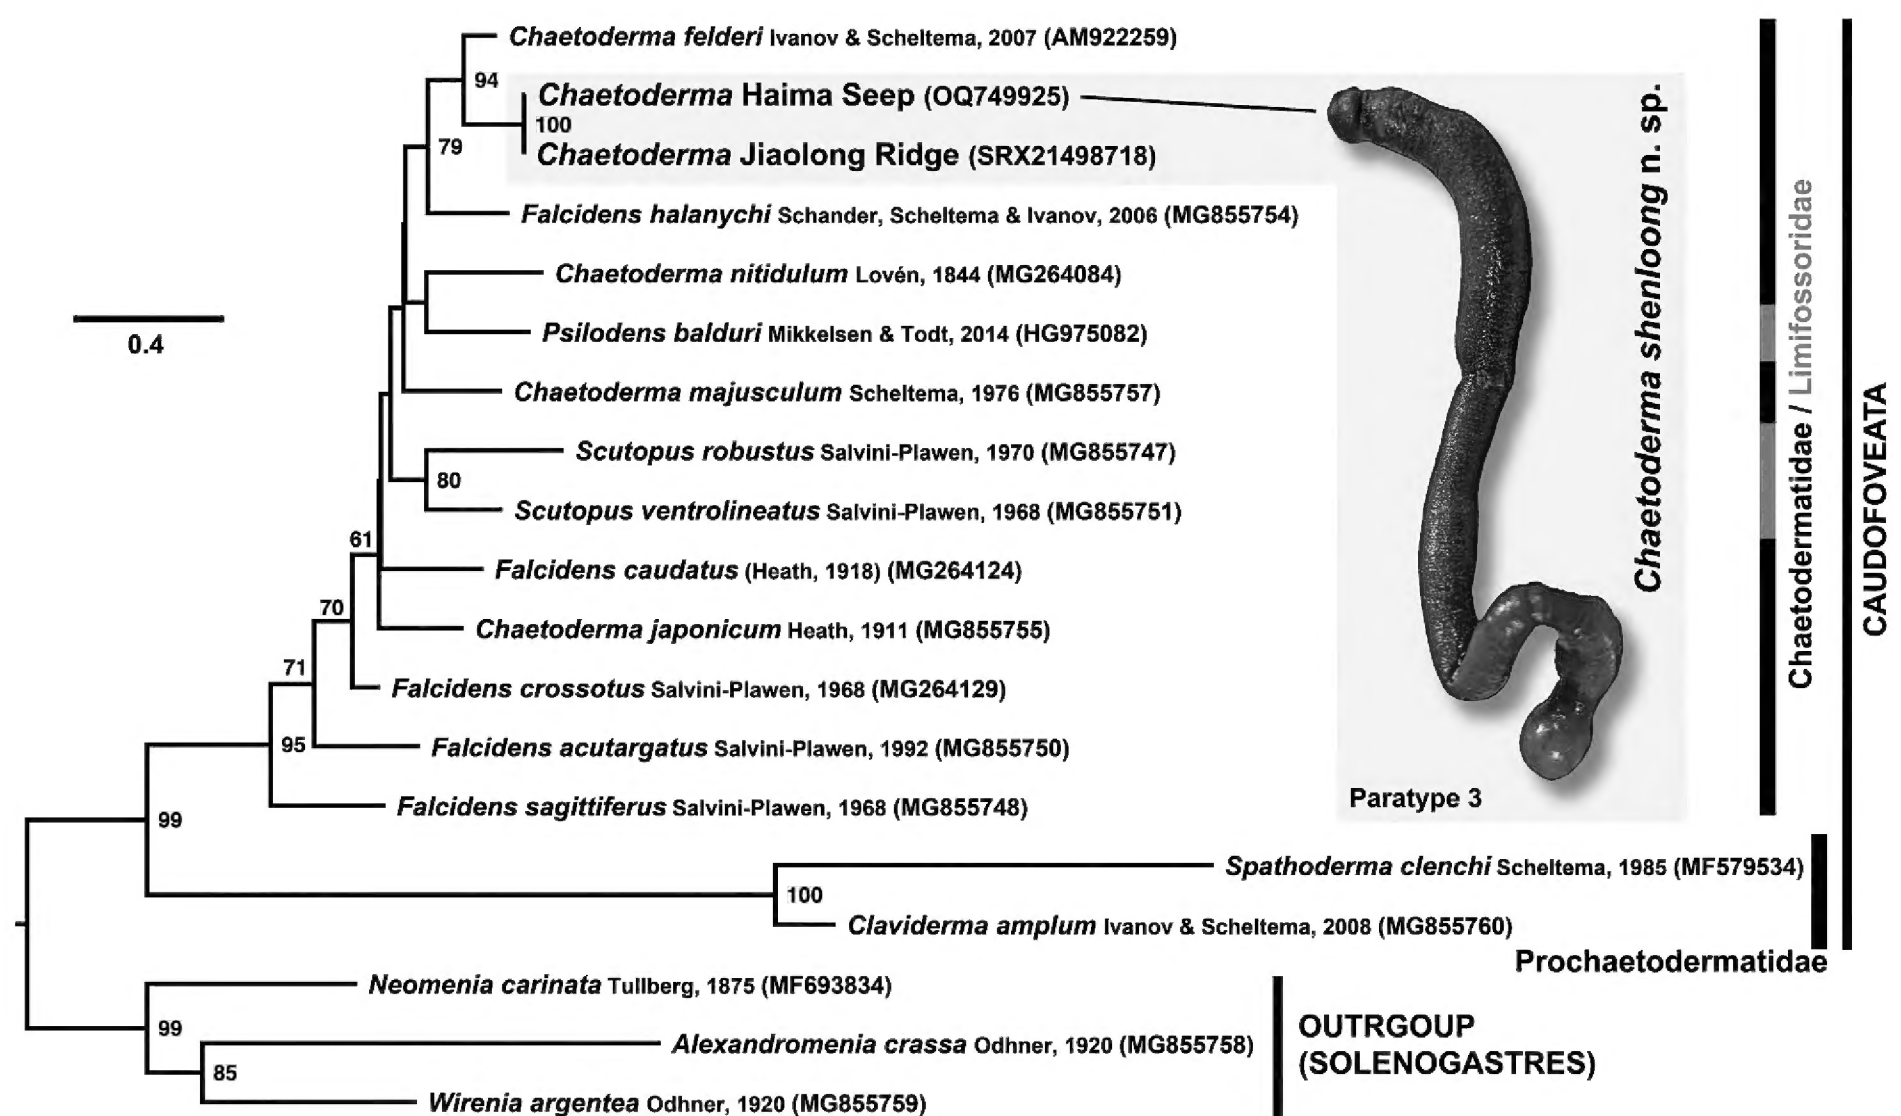 Chaetoderma felderi Ivanov & Scheltema, 2007 (AM922259)
94
Chaetoderma Haima Seep (OQ749925)
100
Chaetoderma Jiaolong Ridge (SRX21498718)
79
Falcidens halanychi Schander, Scheltema & Ivanov, 2006 (MG855754)
Chaetoderma nitidulum Lovén, 1844 (MG264084)
0.4
Psilodens balduri Mikkelsen & Todt, 2014 (HG975082)
Chaetoderma majusculum Scheltema, 1976 (MG855757)
Scutopus robustus Salvini-Plawen, 1970 (MG855747)
80
Scutopus ventrolineatus Salvini-Plawen, 1968 (MG855751)
61
Falcidens caudatus (Heath, 1918) (MG264124)
70
Chaetoderma japonicum Heath, 1911 (MG855755)
71
Falcidens crossotus Salvini-Plawen, 1968 (MG264129)
95
Falcidens acutargatus Salvini-Plawen, 1992 (MG855750)
Falcidens sagittiferus Salvini-Plawen, 1968 (MG855748)
99
Spathoderma clenchi Scheltema, 1985 (MF579534)
100
Claviderma amplum Ivanov & Scheltema, 2008 (MG855760)
Neomenia carinata Tullberg, 1875 (MF693834)
99
Alexandromenia crassa Odhner, 1920 (MG855758)
85
Wirenia argentea Odhner, 1920 (MG855759)
Paratype 3
Chaetoderma shenloong n. sp.
Chaetodermatidae / Limifossoridae
CAUDOFOVEATA
Prochaetodermatidae
OUTRGOUP
(SOLENOGASTRES)